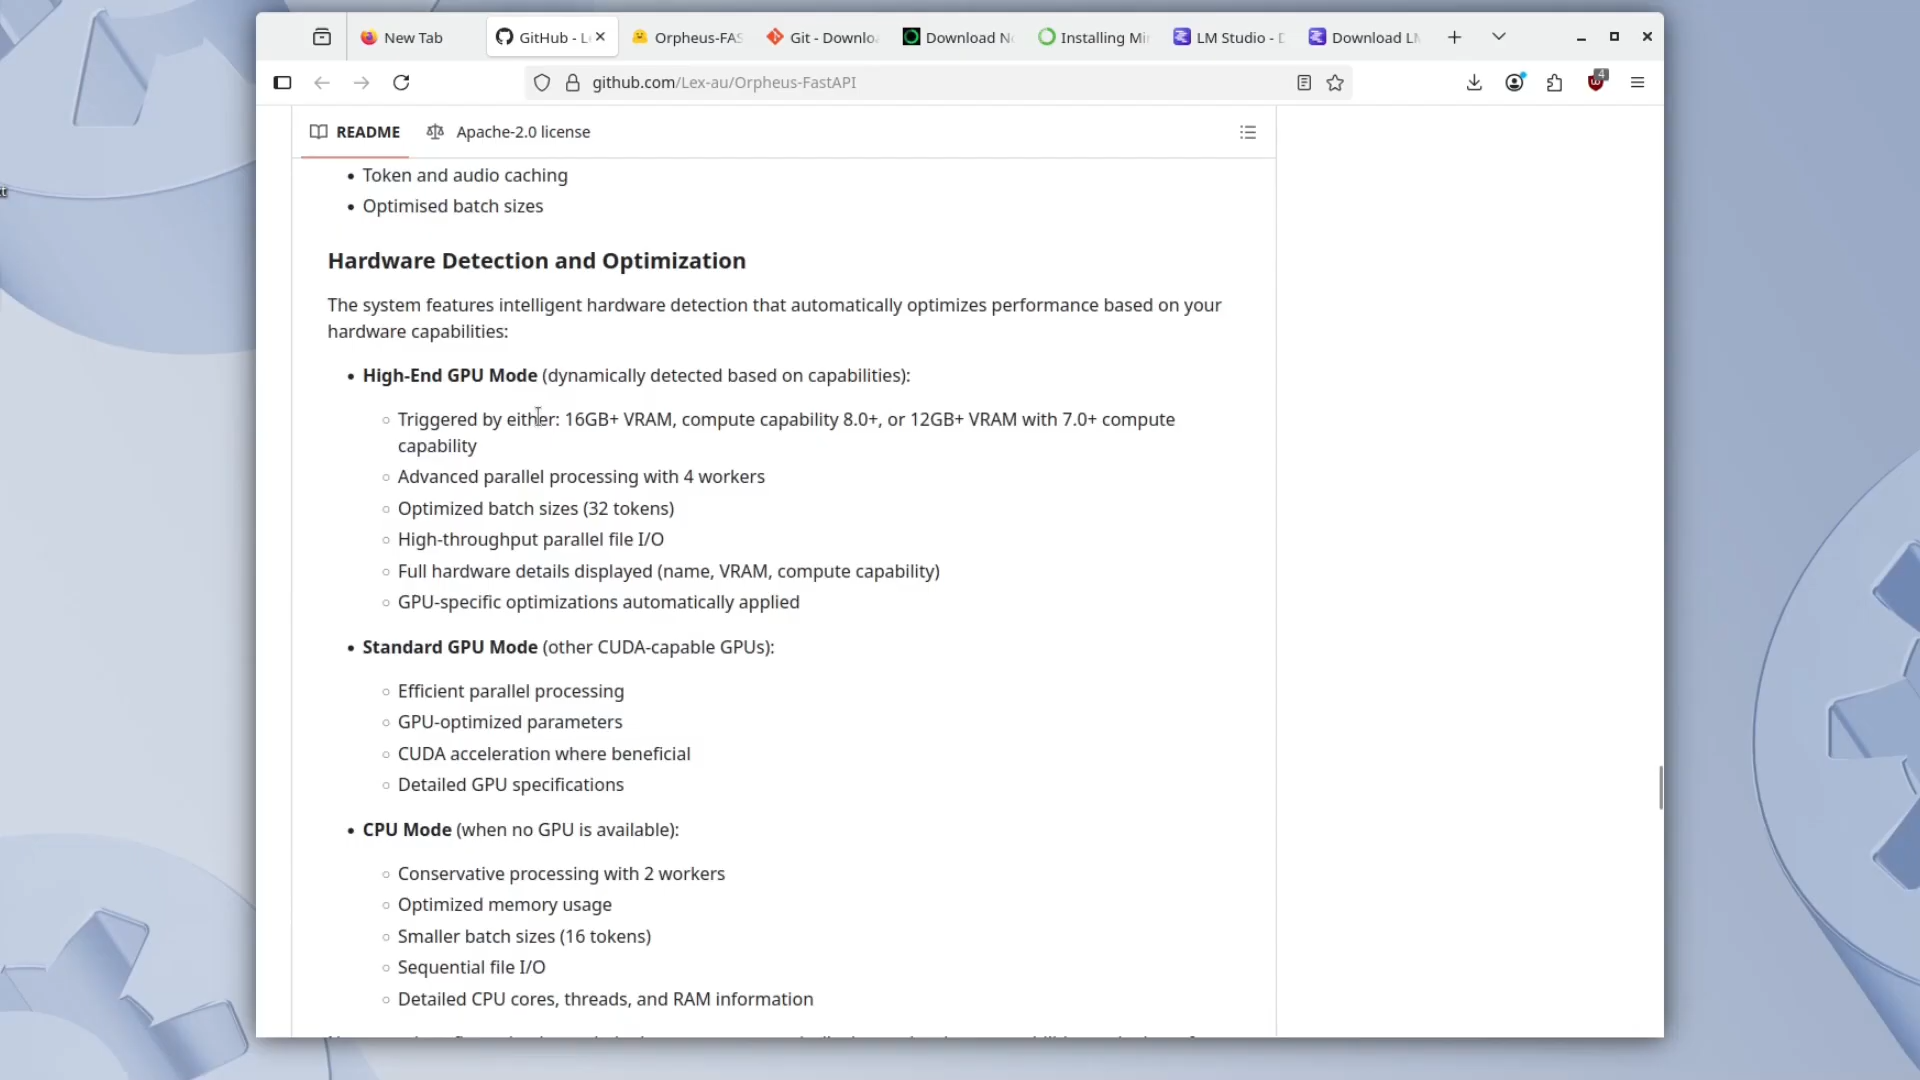 New Tab
GitHub - L
Orpheus-FAS
Git - Downlo
Download N
Installing Mi
LM Studio - D
Download LM
github.com/Lex-au/Orpheus-FastAPI
4
README
Apache-2.0 license
• Token and audio caching
• Optimised batch sizes
Hardware Detection and Optimization
The system features intelligent hardware detection that automatically optimizes performance based on your
hardware capabilities:
• High-End GPU Mode (dynamically detected based on capabilities):
○ Triggered by either: 16GB+ VRAM, compute capability 8.0+, or 12GB+ VRAM with 7.0+ compute
capability
○ Advanced parallel processing with 4 workers
○ Optimized batch sizes (32 tokens)
○ High-throughput parallel file I/O
○ Full hardware details displayed (name, VRAM, compute capability)
○ GPU-specific optimizations automatically applied
• Standard GPU Mode (other CUDA-capable GPUs):
○ Efficient parallel processing
○ GPU-optimized parameters
○ CUDA acceleration where beneficial
○ Detailed GPU specifications
• CPU Mode (when no GPU is available):
○ Conservative processing with 2 workers
○ Optimized memory usage
○ Smaller batch sizes (16 tokens)
○ Sequential file I/O
○ Detailed CPU cores, threads, and RAM information